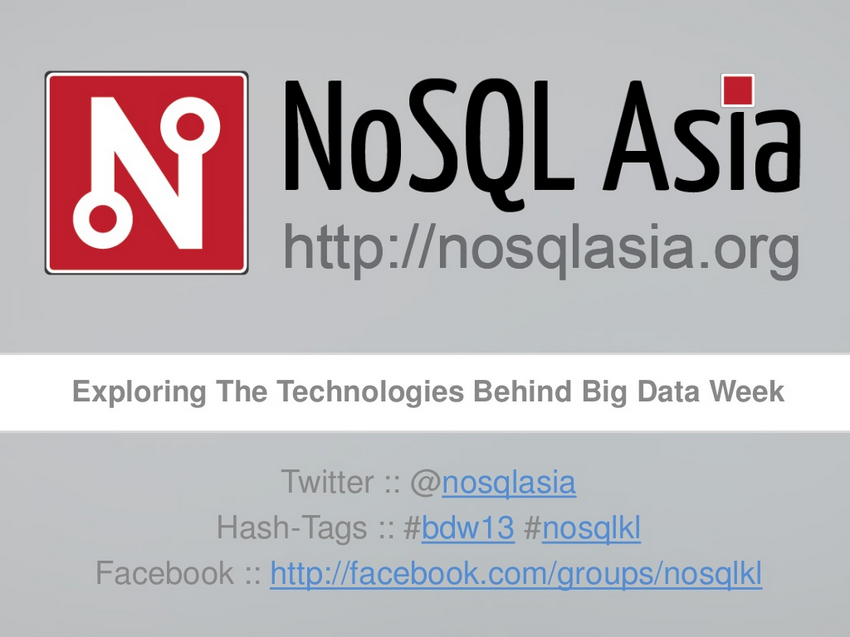 N
NoSQL Asia
http://nosqlasia.org
Exploring The Technologies Behind Big Data Week
Twitter :: @nosqlasia
Hash-Tags :: #bdw13 #nosqlkl
Facebook :: http://facebook.com/groups/nosqlkl